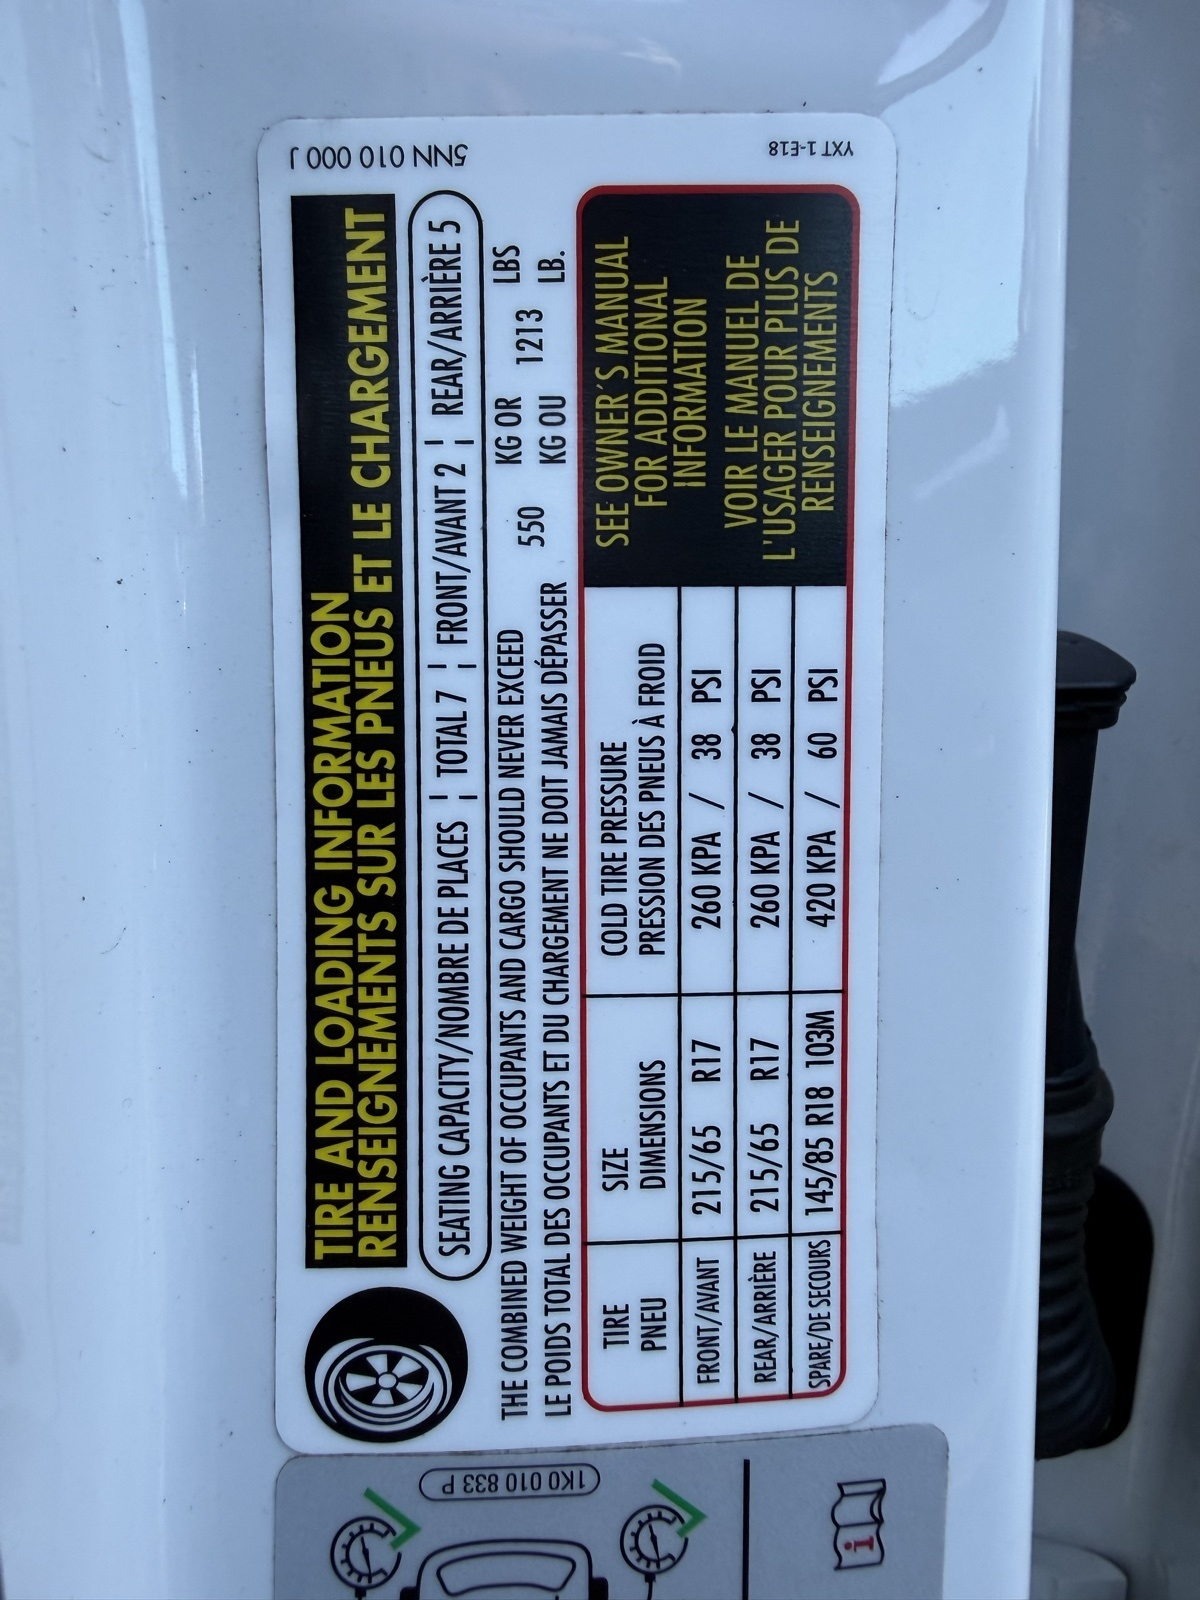 5NN 010 000 J
TIRE AND LOADING INFORMATION
RENSEIGNEMENTS SUR LES PNEUS ET LE CHARGEMENT
SEATING CAPACITY/NOMBRE DE PLACES ¦ TOTAL 7 ¦ FRONT/AVANT 2 ¦ REAR/ARRIÈRE 5
THE COMBINED WEIGHT OF OCCUPANTS AND CARGO SHOULD NEVER EXCEED 550 KG OR 1213 LBS
LE POIDS TOTAL DES OCCUPANTS ET DU CHARGEMENT NE DOIT JAMAIS DÉPASSER KG OU LB.
TIRE SIZE COLD TIRE PRESSURE
PNEU DIMENSIONS PRESSION DES PNEUS À FROID
FRONT/AVANT 215/65 R17 260 KPA / 38 PSI
REAR/ARRIÈRE 215/65 R17 260 KPA / 38 PSI
SPARE/DE SECOURS 145/85 R18 103M 420 KPA / 60 PSI
SEE OWNER'S MANUAL
FOR ADDITIONAL
INFORMATION
VOIR LE MANUEL DE
L'USAGER POUR PLUS DE
RENSEIGNEMENTS
YXT 1-E18
1K0 010 833 P
i